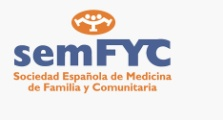 semFYC
Sociedad Española de Medicina
de Familia y Comunitaria